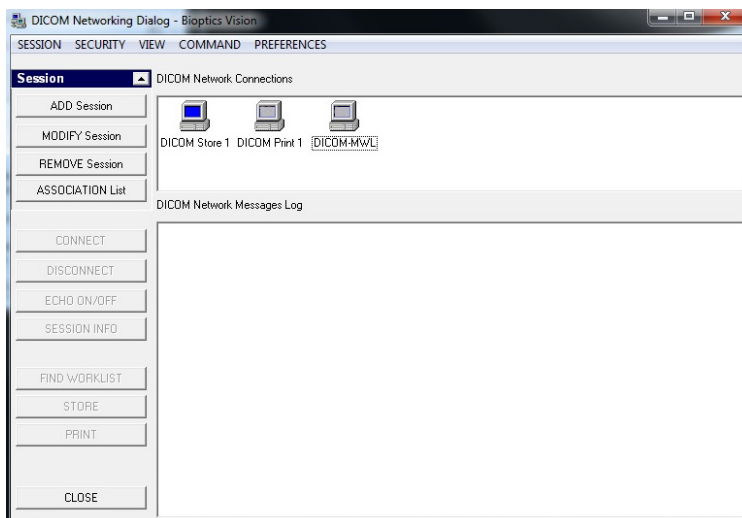 DICOM Networking Dialog - Bioptics Vision
SESSION SECURITY VIEW COMMAND PREFERENCES
Session
ADD Session
MODIFY Session
REMOVE Session
ASSOCIATION List
CONNECT
DISCONNECT
ECHO ON/OFF
SESSION INFO
FIND WORKLIST
STORE
PRINT
CLOSE
DICOM Network Connections
DICOM Store 1 DICOM Print 1 DICOM-MWL
DICOM Network Messages Log